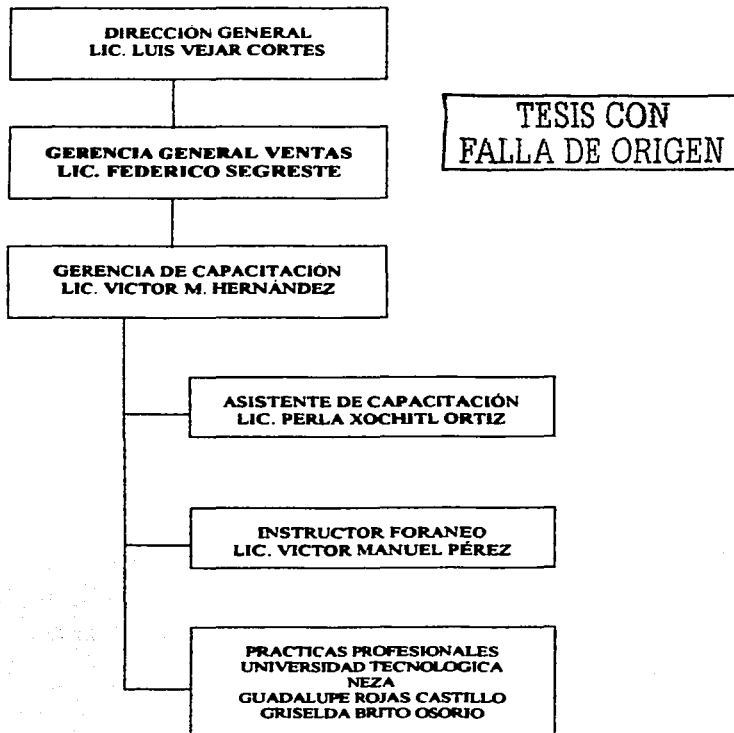 DIRECCIÓN GENERAL
LIC. LUIS VEJAR CORTES
TESIS CON
FALLA DE ORIGEN
GERENCIA GENERAL VENTAS
LIC. FEDERICO SEGRESTE
GERENCIA DE CAPACITACIÓN
LIC. VICTOR M. HERNÁNDEZ
ASISTENTE DE CAPACITACIÓN
LIC. PERLA XOCHITL ORTIZ
INSTRUCTOR FORANEO
LIC. VICTOR MANUEL PÉREZ
PRACTICAS PROFESIONALES
UNIVERSIDAD TECNOLOGICA
NEZA
GUADALUPE ROJAS CASTILLO
GRISELDA BRITO OSORIO